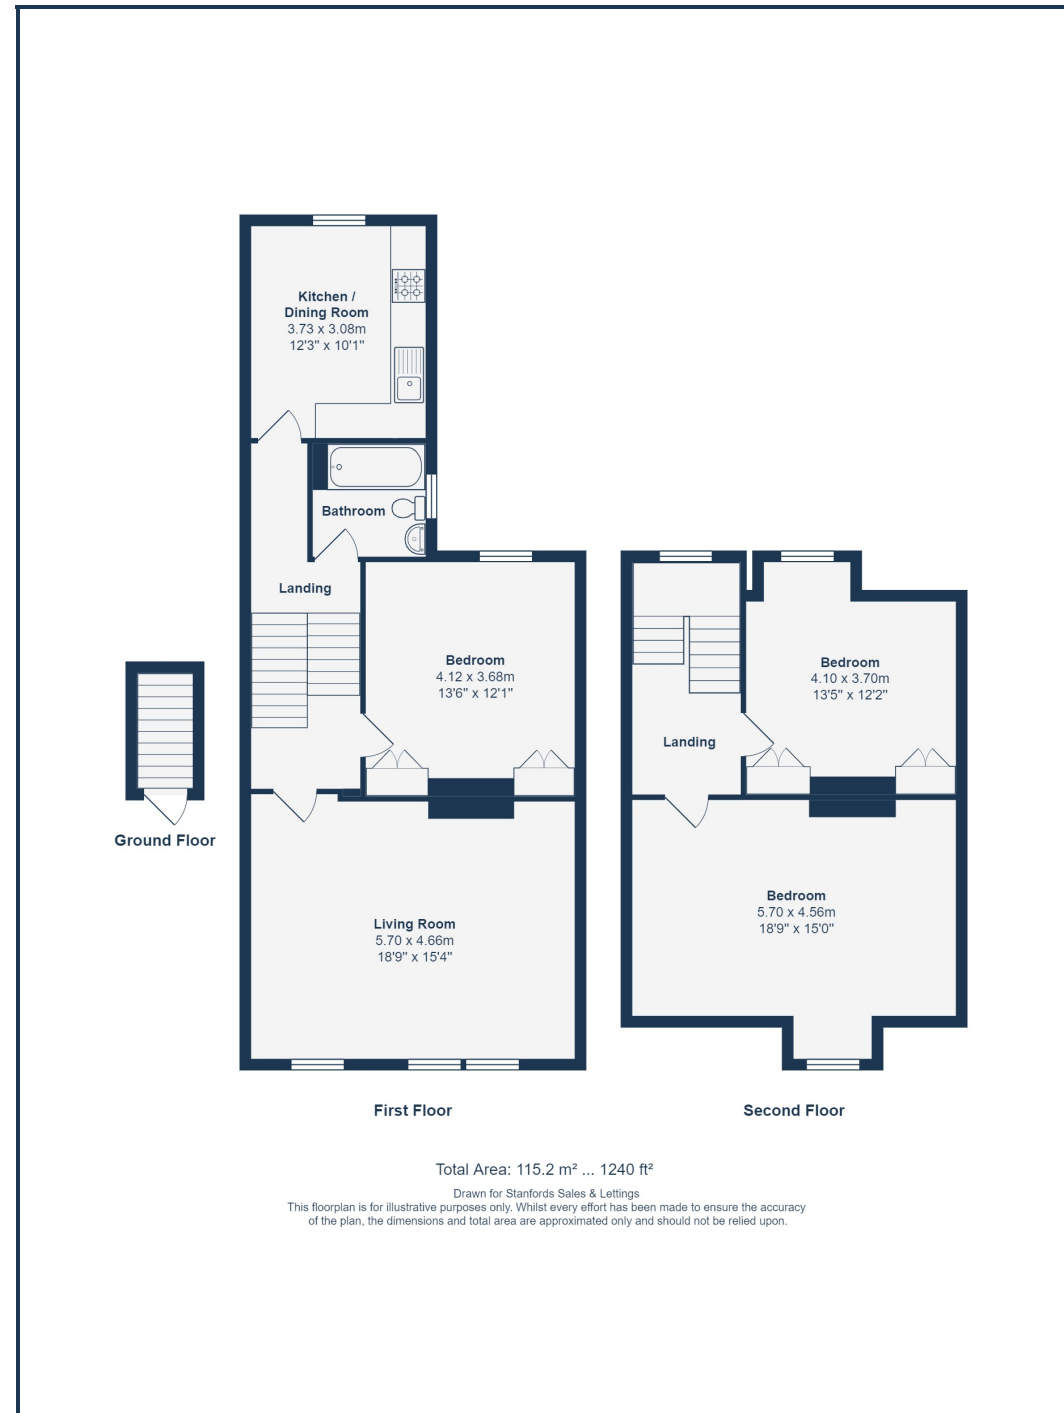 Kitchen /
Dining Room
3.73 x 3.08m
12'3" x 10'1"
Bathroom
Landing
Bedroom
4.12 x 3.68m
13'6" x 12'1"
Bedroom
4.10 x 3.70m
13'5" x 12'2"
Landing
Ground Floor
Living Room
5.70 x 4.66m
18'9" x 15'4"
Bedroom
5.70 x 4.56m
18'9" x 15'0"
First Floor
Second Floor
Total Area: 115.2 m² ... 1240 ft²
Drawn for Stanfords Sales & Lettings
This floorplan is for illustrative purposes only. Whilst every effort has been made to ensure the accuracy
of the plan, the dimensions and total area are approximated only and should not be relied upon.